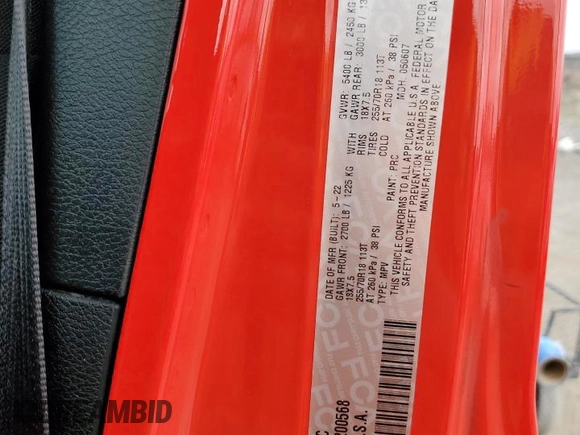 DATE OF MFR (BUILT): 5-22
GVWR: 5400 LB / 2450 KG
GAWR FRONT: 2700 LB / 1225 KG WITH
GAWR REAR: 3000 LB /
18X7.5 RIMS
18X7.5
255/70R18 113T TIRES
255/70R18 113T
AT 260 kPa / 38 PSI COLD
AT 260 kPa / 38 PSI
TYPE: MPV PAINT: PRC
MDH: 050607
THIS VEHICLE CONFORMS TO ALL APPLICABLE U.S.A. FEDERAL MOTOR
SAFETY AND THEFT PREVENTION STANDARDS IN EFFECT ON THE DA
MANUFACTURE SHOWN ABOVE
200568
.S.A.